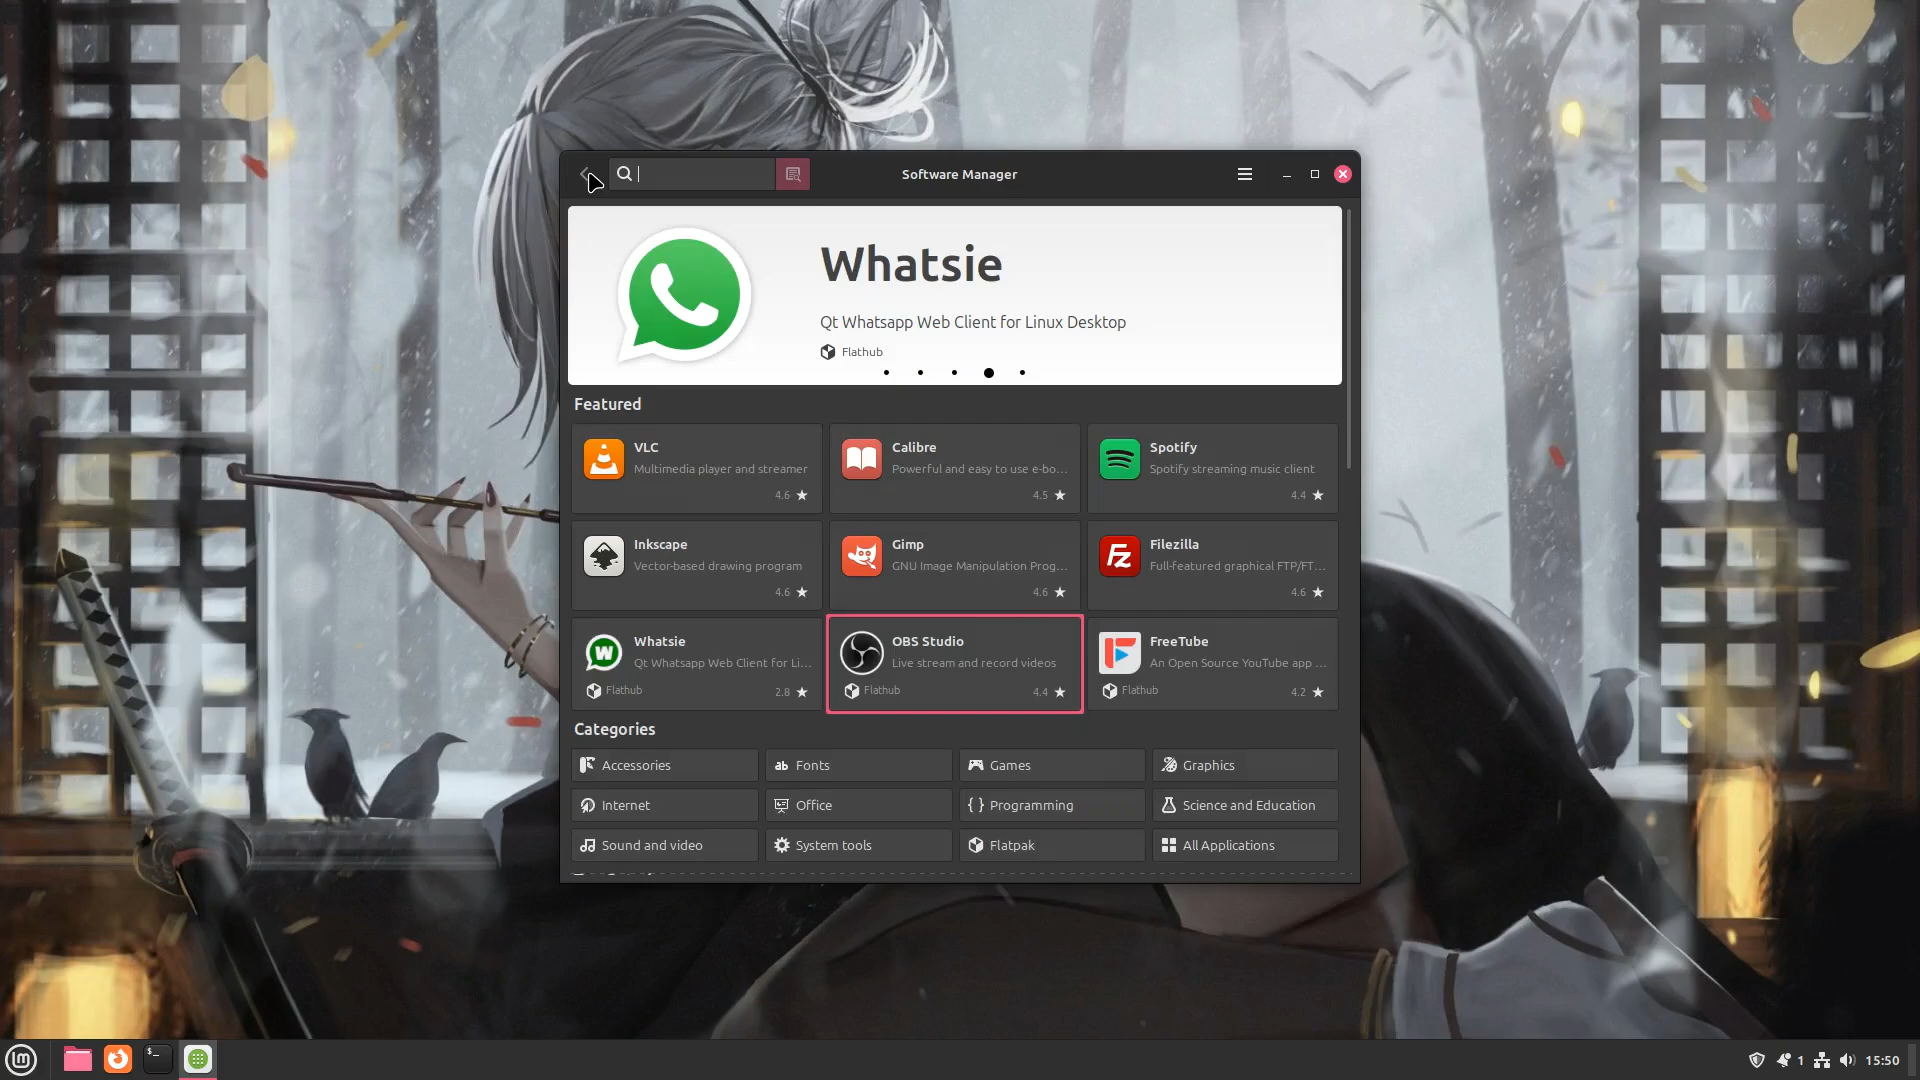 Software Manager
Whatsie
Qt Whatsapp Web Client for Linux Desktop
Flathub
Featured
VLC
Multimedia player and streamer
4.6
Calibre
Powerful and easy to use e-bo...
4.5
Spotify
Spotify streaming music client
4.4
Inkscape
Vector-based drawing program
4.6
Gimp
GNU Image Manipulation Prog...
4.6
Filezilla
Full-featured graphical FTP/FT...
4.6
Whatsie
Qt Whatsapp Web Client for Li...
Flathub
2.8
OBS Studio
Live stream and record videos
Flathub
4.4
FreeTube
An Open Source YouTube app ...
Flathub
4.2
Categories
Accessories
Fonts
Games
Graphics
Internet
Office
Programming
Science and Education
Sound and video
System tools
Flatpak
All Applications
1
15:50